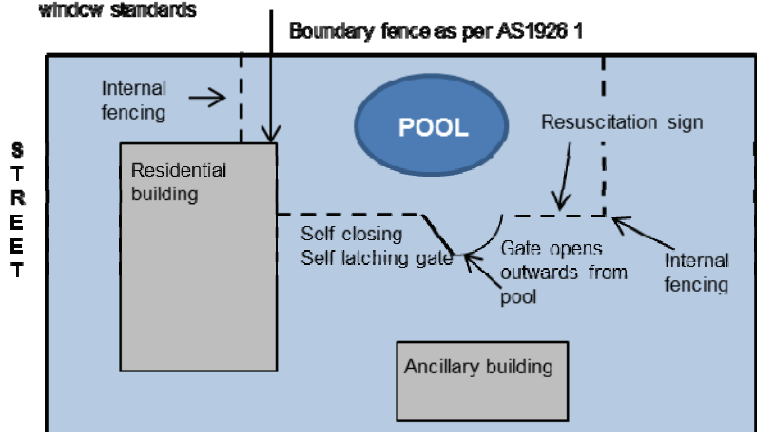 window standards
Boundary fence as per AS1926 1
Internal
fencing
POOL
Resuscitation sign
S
T
R
E
E
T
Residential
building
Self closing
Self latching gate
Gate opens
outwards from
pool
Internal
fencing
Ancillary building